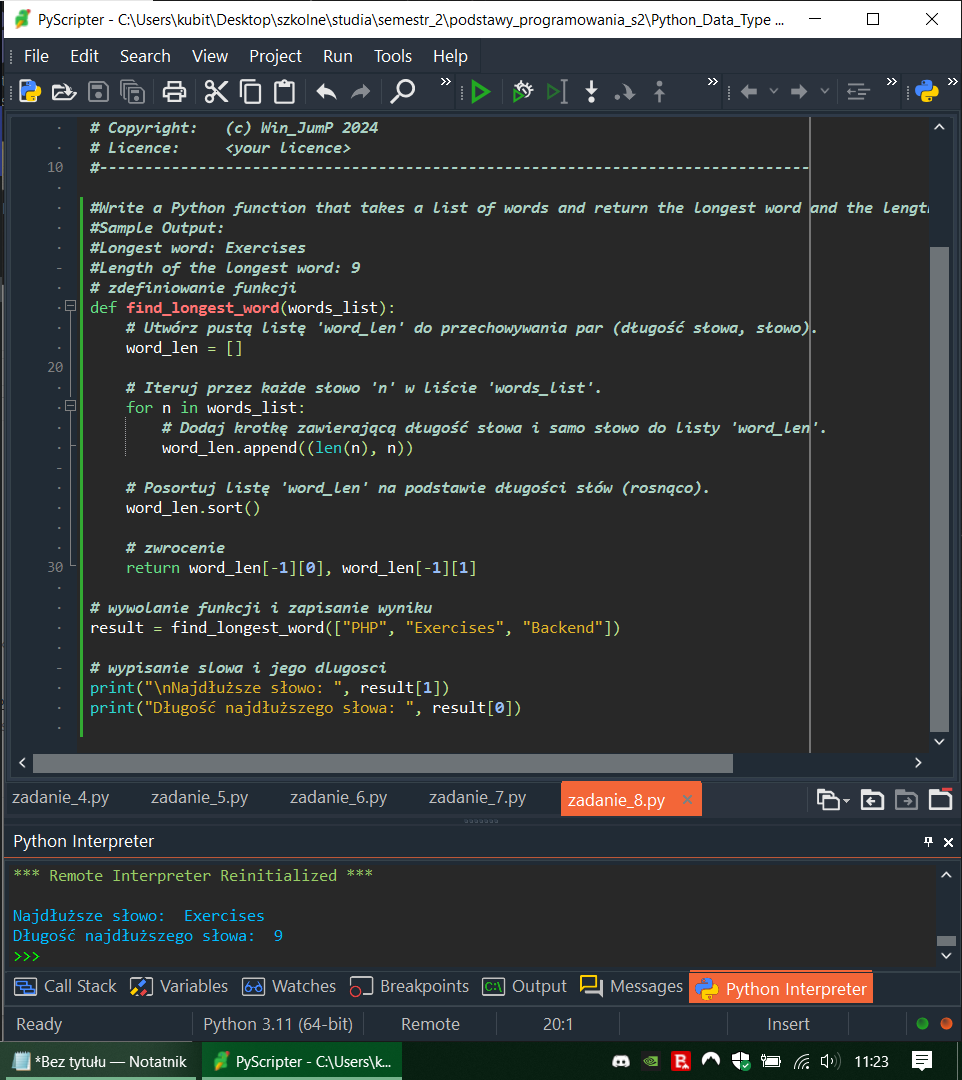 PyScripter - C:\Users\kubit\Desktop\szkolne\studia\semestr_2\podstawy_programowania_s2\Python_Data_Type ...
File Edit Search View Project Run Tools Help
# Copyright:   (c) Win_JumP 2024
# Licence:     <your licence>
10 #-------------------------------------------------------------------------------
#Write a Python function that takes a list of words and return the longest word and the length
#Sample Output:
#Longest word: Exercises
#Length of the longest word: 9
# zdefiniowanie funkcji
def find_longest_word(words_list):
    # Utwórz pustą listę 'word_len' do przechowywania par (długość słowa, słowo).
    word_len = []
20
    # Iteruj przez każde słowo 'n' w liście 'words_list'.
    for n in words_list:
        # Dodaj krotkę zawierającą długość słowa i samo słowo do listy 'word_len'.
        word_len.append((len(n), n))
    # Posortuj listę 'word_len' na podstawie długości słów (rosnąco).
    word_len.sort()
    # zwrocenie
30     return word_len[-1][0], word_len[-1][1]
# wywolanie funkcji i zapisanie wyniku
result = find_longest_word(["PHP", "Exercises", "Backend"])
# wypisanie slowa i jego dlugosci
print("\nNajdłuższe słowo: ", result[1])
print("Długość najdłuższego słowa: ", result[0])
zadanie_4.py zadanie_5.py zadanie_6.py zadanie_7.py zadanie_8.py ×
Python Interpreter
*** Remote Interpreter Reinitialized ***
Najdłuższe słowo:  Exercises
Długość najdłuższego słowa:  9
>>>
Call Stack Variables Watches Breakpoints Output Messages Python Interpreter
Ready Python 3.11 (64-bit) Remote 20:1 Insert
*Bez tytułu — Notatnik PyScripter - C:\Users\k... 11:23